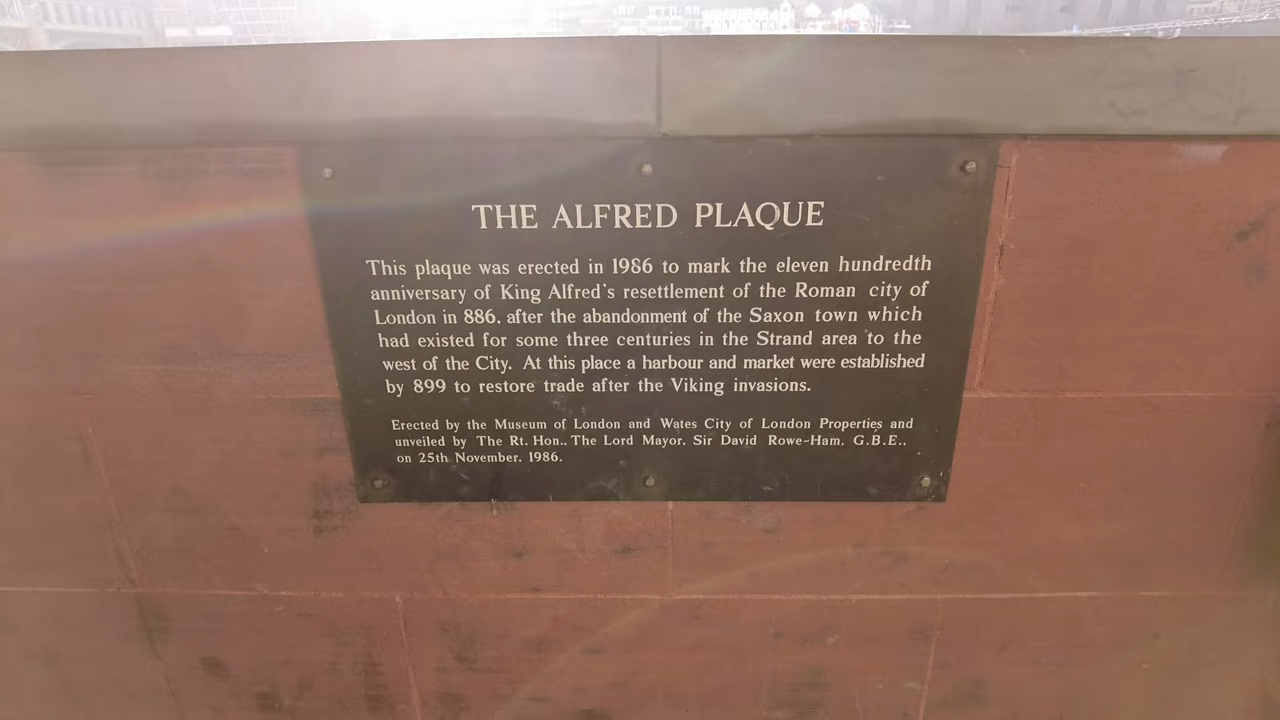 THE ALFRED PLAQUE
This plaque was erected in 1986 to mark the eleven hundredth
anniversary of King Alfred's resettlement of the Roman city of
London in 886, after the abandonment of the Saxon town which
had existed for some three centuries in the Strand area to the
west of the City. At this place a harbour and market were established
by 899 to restore trade after the Viking invasions.
Erected by the Museum of London and Wates City of London Properties and
unveiled by The Rt. Hon., The Lord Mayor, Sir David Rowe-Ham, G.B.E.,
on 25th November, 1986.